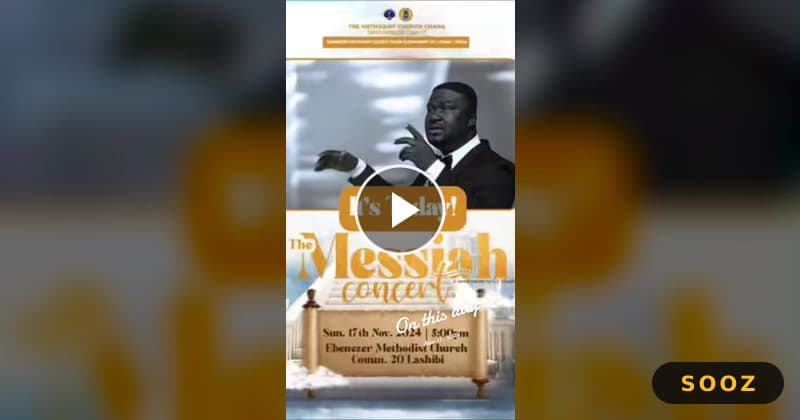 THE METHODIST CHURCH GHANA
It's Today!
The Messiah
concert
On this day
Sun. 17th Nov. 2024 | 5:00pm
Ebenezer Methodist Church
Comm. 20 Lashibi
SOOZ